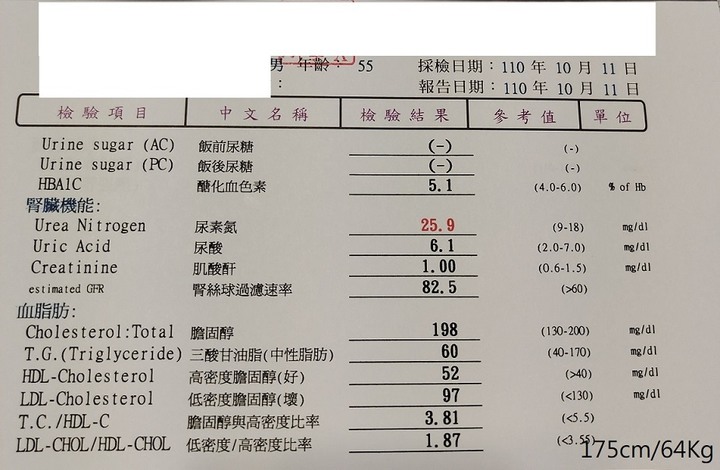 男 年齡: 55 採檢日期: 110 年 10 月 11 日
: 報告日期: 110 年 10 月 11 日
檢驗項目 中文名稱 檢驗結果 參考值 單位
Urine sugar (AC) 飯前尿糖 (-) (-)
Urine sugar (PC) 飯後尿糖 (-) (-)
HBA1C 醣化血色素 5.1 (4.0-6.0) % of Hb
腎臟機能:
Urea Nitrogen 尿素氮 25.9 (9-18) mg/dl
Uric Acid 尿酸 6.1 (2.0-7.0) mg/dl
Creatinine 肌酸酐 1.00 (0.6-1.5) mg/dl
estimated GFR 腎絲球過濾速率 82.5 (>60)
血脂肪:
Cholesterol:Total 膽固醇 198 (130-200) mg/dl
T.G.(Triglyceride) 三酸甘油脂(中性脂肪) 60 (40-170) mg/dl
HDL-Cholesterol 高密度膽固醇(好) 52 (>40) mg/dl
LDL-Cholesterol 低密度膽固醇(壞) 97 (<130) mg/dl
T.C./HDL-C 膽固醇與高密度比率 3.81 (<5.5)
LDL-CHOL/HDL-CHOL 低密度/高密度比率 1.87 (<3.55)
175cm/64Kg